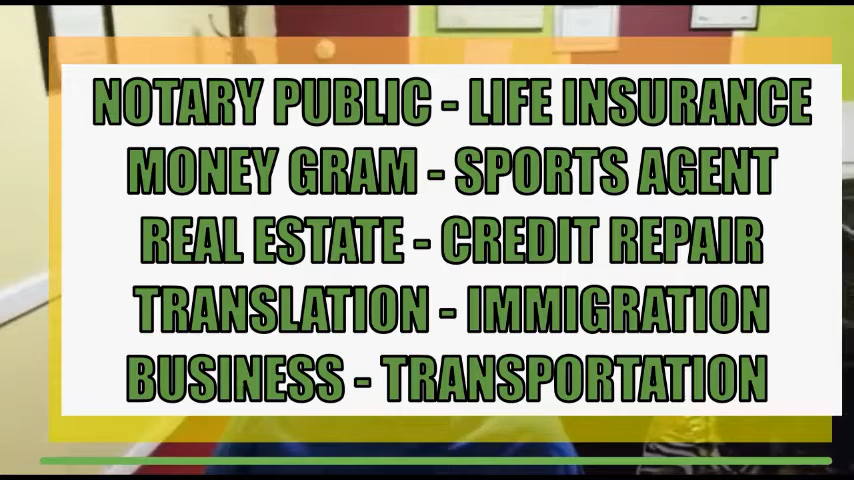 NOTARY PUBLIC - LIFE INSURANCE
MONEY GRAM - SPORTS AGENT
REAL ESTATE - CREDIT REPAIR
TRANSLATION - IMMIGRATION
BUSINESS - TRANSPORTATION